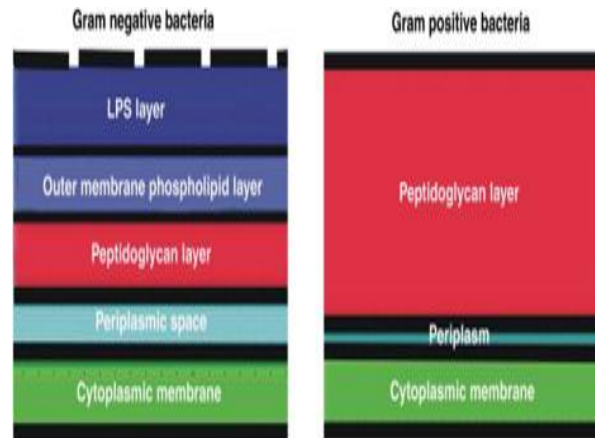 Gram negative bacteria
LPS layer
Outer membrane phospholipid layer
Peptidoglycan layer
Periplasmic space
Cytoplasmic membrane
Gram positive bacteria
Peptidoglycan layer
Periplasm
Cytoplasmic membrane